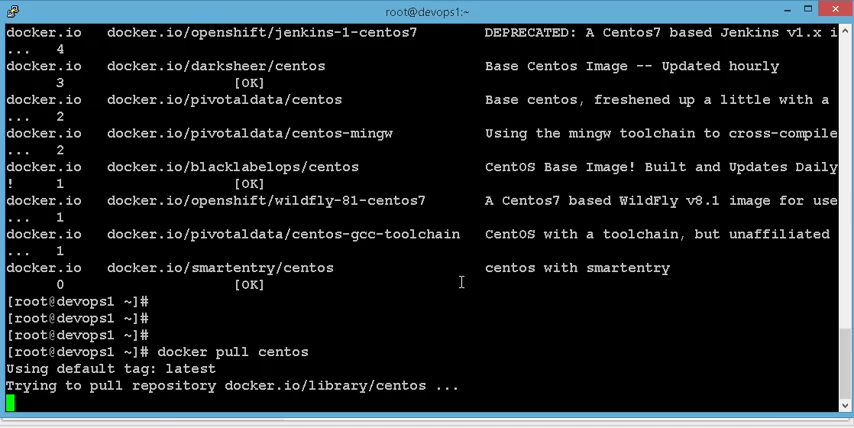 root@devops1:~
docker.io   docker.io/openshift/jenkins-1-centos7        DEPRECATED: A Centos7 based Jenkins v1.x i
...   4
docker.io   docker.io/darksheer/centos                   Base Centos Image -- Updated hourly
      3                    [OK]
docker.io   docker.io/pivotaldata/centos                 Base centos, freshened up a little with a
...   2
docker.io   docker.io/pivotaldata/centos-mingw           Using the mingw toolchain to cross-compile
...   2
docker.io   docker.io/blacklabelops/centos               CentOS Base Image! Built and Updates Daily
!     1                    [OK]
docker.io   docker.io/openshift/wildfly-81-centos7       A Centos7 based WildFly v8.1 image for use
...   1
docker.io   docker.io/pivotaldata/centos-gcc-toolchain   CentOS with a toolchain, but unaffiliated
...   1
docker.io   docker.io/smartentry/centos                  centos with smartentry
      0                    [OK]
[root@devops1 ~]#
[root@devops1 ~]#
[root@devops1 ~]#
[root@devops1 ~]# docker pull centos
Using default tag: latest
Trying to pull repository docker.io/library/centos ...